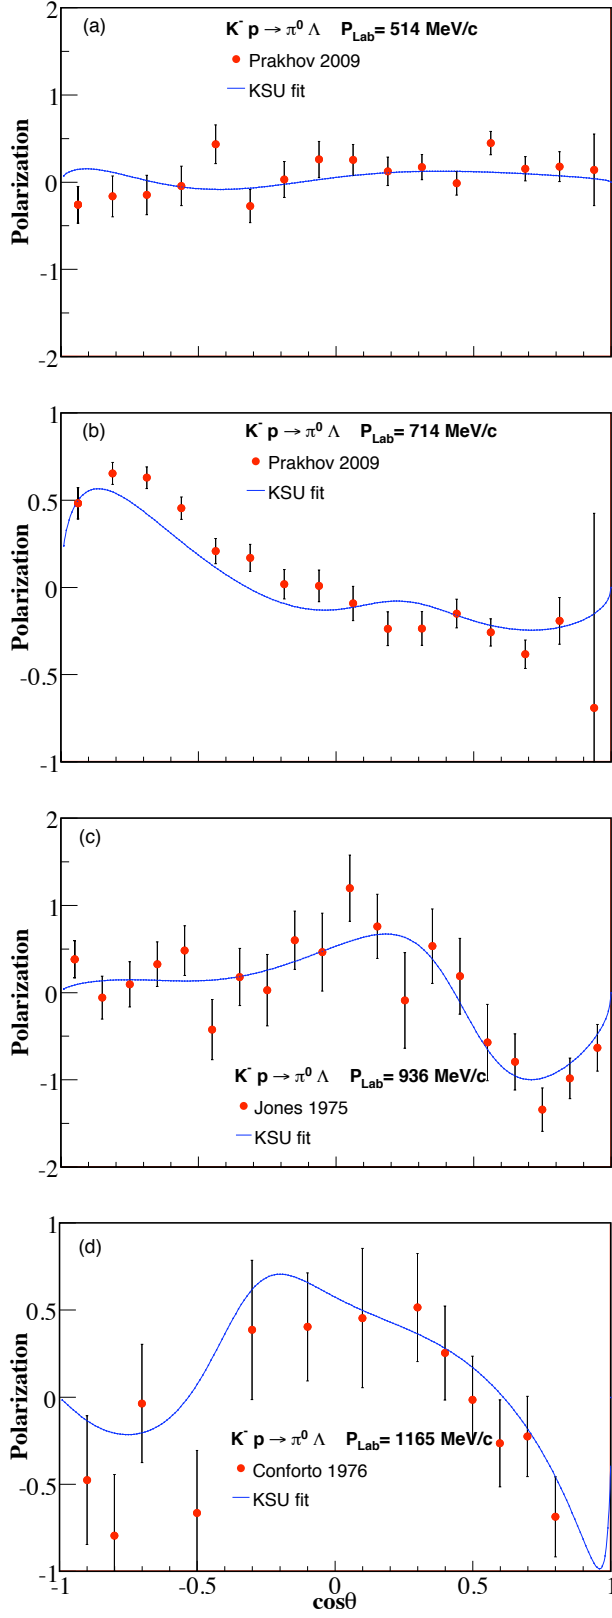 (a)
K⁻ p → π⁰ Λ P_Lab= 514 MeV/c
Prakhov 2009
KSU fit
Polarization
2
1
0
-1
-2
(b)
K⁻ p → π⁰ Λ P_Lab= 714 MeV/c
Prakhov 2009
KSU fit
Polarization
1
0.5
0
-0.5
-1
(c)
K⁻ p → π⁰ Λ P_Lab= 936 MeV/c
Jones 1975
KSU fit
Polarization
2
1
0
-1
-2
(d)
K⁻ p → π⁰ Λ P_Lab= 1165 MeV/c
Conforto 1976
KSU fit
Polarization
1
0.5
0
-0.5
-1
-1 -0.5 0 0.5 1
cosθ